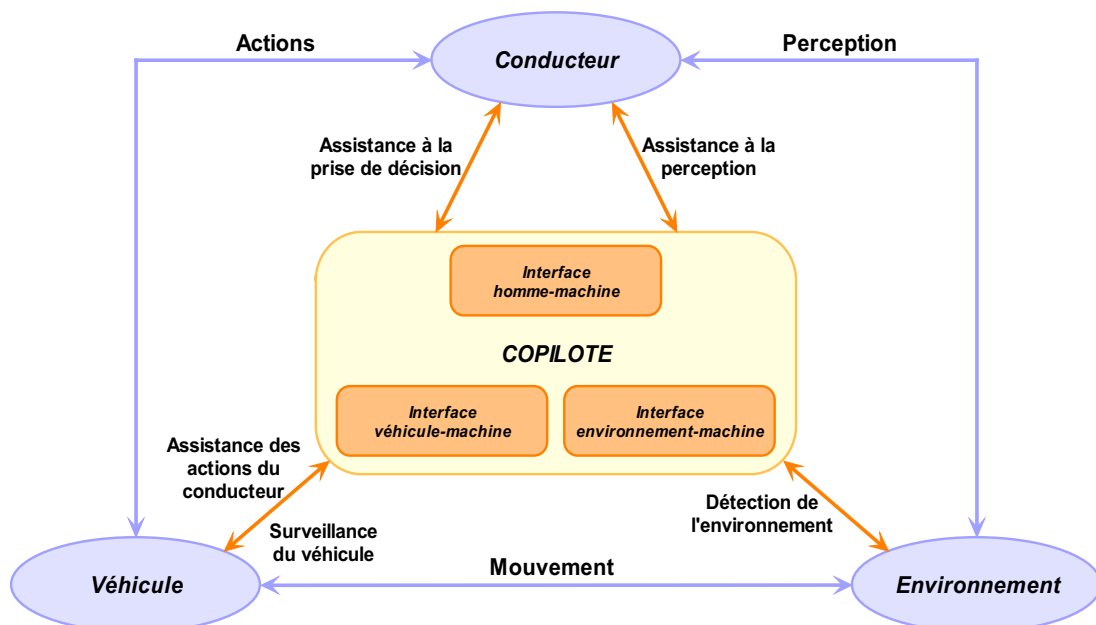 Actions
Conducteur
Perception
Assistance à la
prise de décision
Assistance à la
perception
Interface
homme-machine
COPILOTE
Interface
véhicule-machine
Interface
environnement-machine
Assistance des
actions du
conducteur
Surveillance
du véhicule
Détection de
l'environnement
Véhicule
Mouvement
Environnement